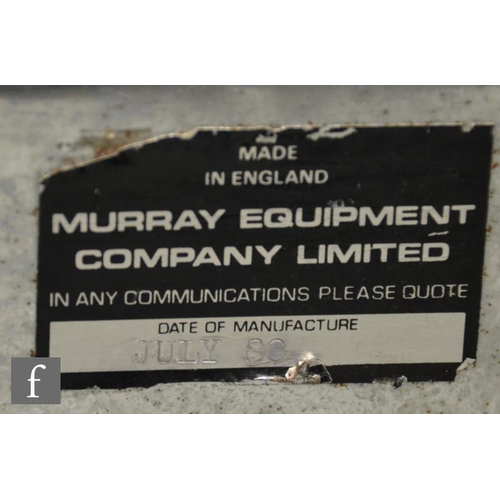 MADE
IN ENGLAND
MURRAY EQUIPMENT
COMPANY LIMITED
IN ANY COMMUNICATIONS PLEASE QUOTE
DATE OF MANUFACTURE
JULY 80
f